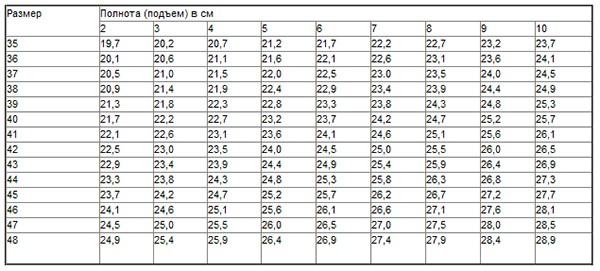 Размер Полнота (подъем) в см
2 3 4 5 6 7 8 9 10
35 19,7 20,2 20,7 21,2 21,7 22,2 22,7 23,2 23,7
36 20,1 20,6 21,1 21,6 22,1 22,6 23,1 23,6 24,1
37 20,5 21,0 21,5 22,0 22,5 23.0 23,5 24,0 24,5
38 20,9 21,4 21,9 22,4 22,9 23,4 23,9 24,4 24,9
39 21,3 21,8 22,3 22,8 23,3 23,8 24,3 24,8 25,3
40 21,7 22,2 22,7 23,2 23,7 24,2 24,7 25,2 25,7
41 22,1 22,6 23,1 23,6 24,1 24,6 25,1 25,6 26,1
42 22,5 23,0 23,5 24,0 24,5 25,0 25,5 26,0 26,5
43 22,9 23,4 23,9 24,4 24,9 25,4 25,9 26,4 26,9
44 23,3 23,8 24,3 24,8 25,3 25,8 26,3 26,8 27,3
45 23,7 24,2 24,7 25,2 25,7 26,2 26,7 27,2 27,7
46 24,1 24,6 25,1 25,6 26,1 26,6 27,1 27,6 28,1
47 24,5 25,0 25,5 26,0 26,5 27,0 27,5 28,0 28,5
48 24,9 25,4 25,9 26,4 26,9 27,4 27,9 28,4 28,9